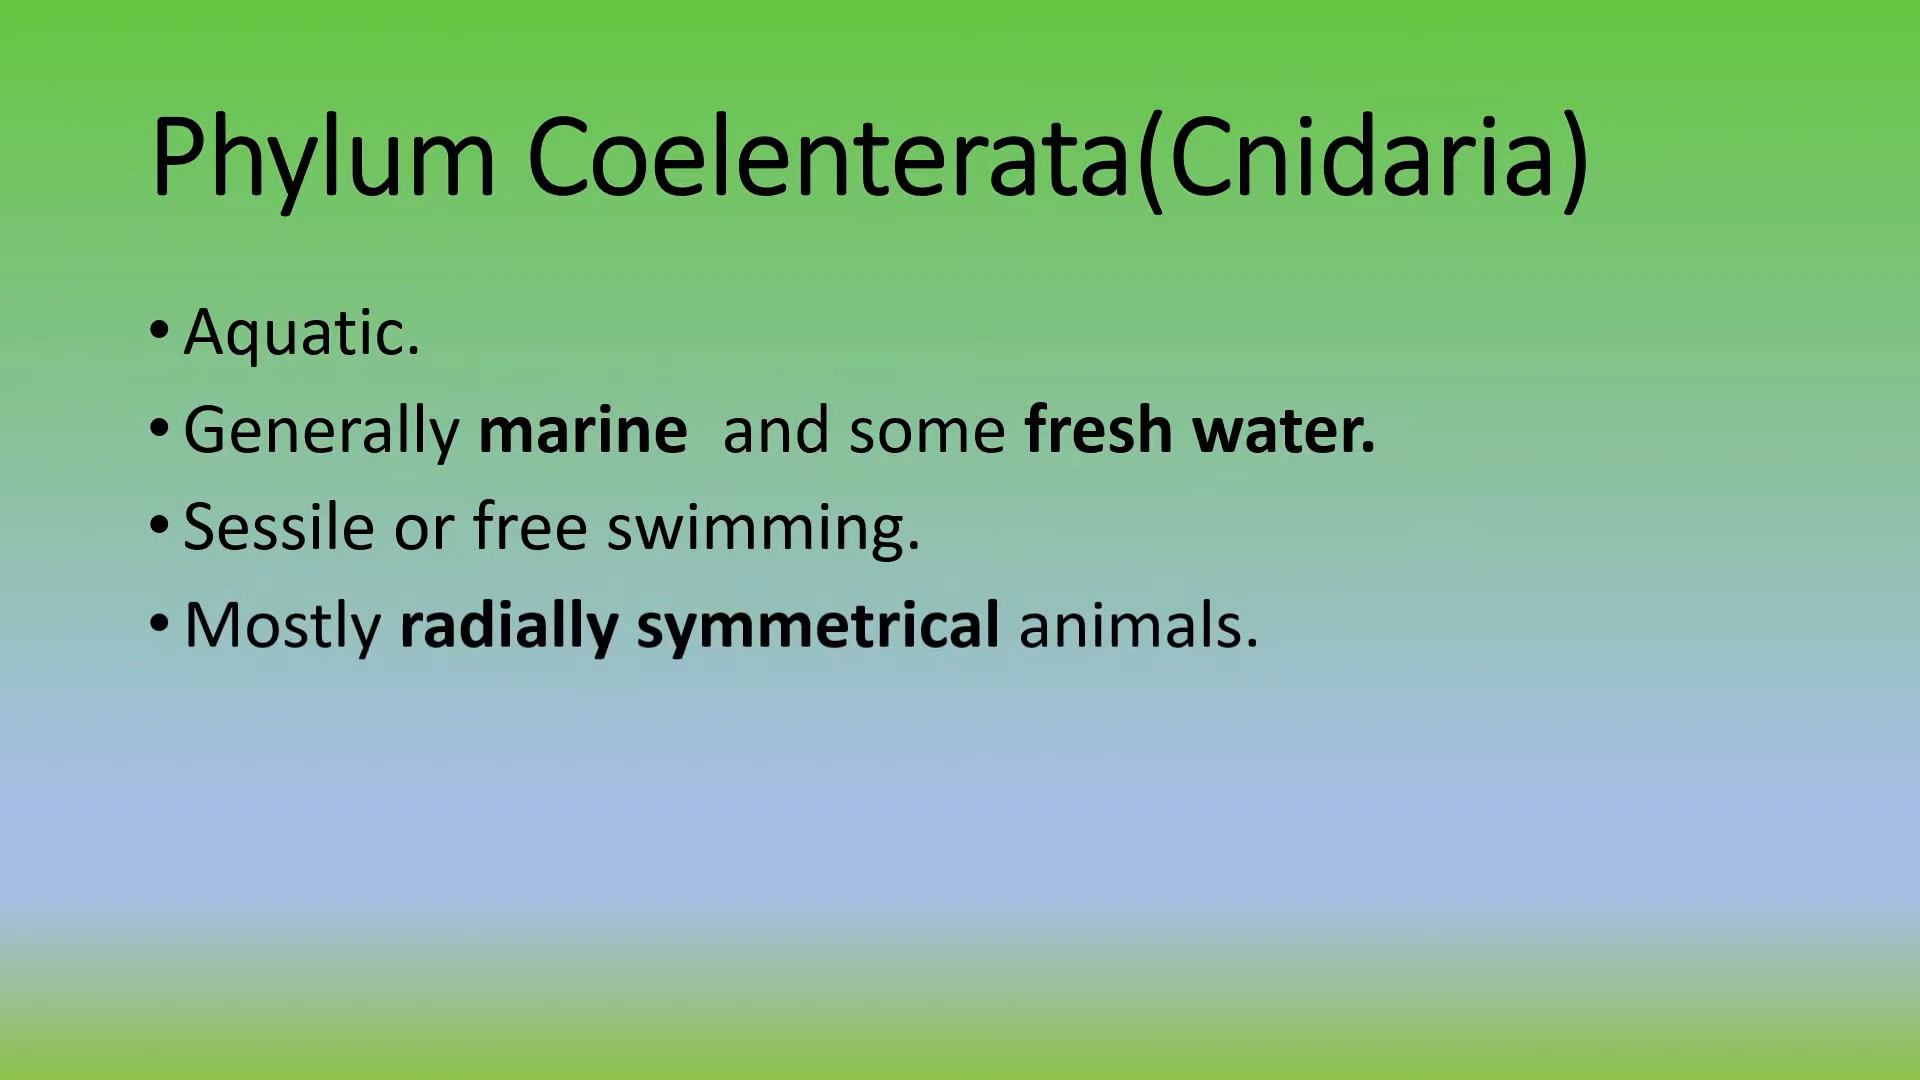 Phylum Coelenterata(Cnidaria)
• Aquatic.
• Generally marine  and some fresh water.
• Sessile or free swimming.
• Mostly radially symmetrical animals.